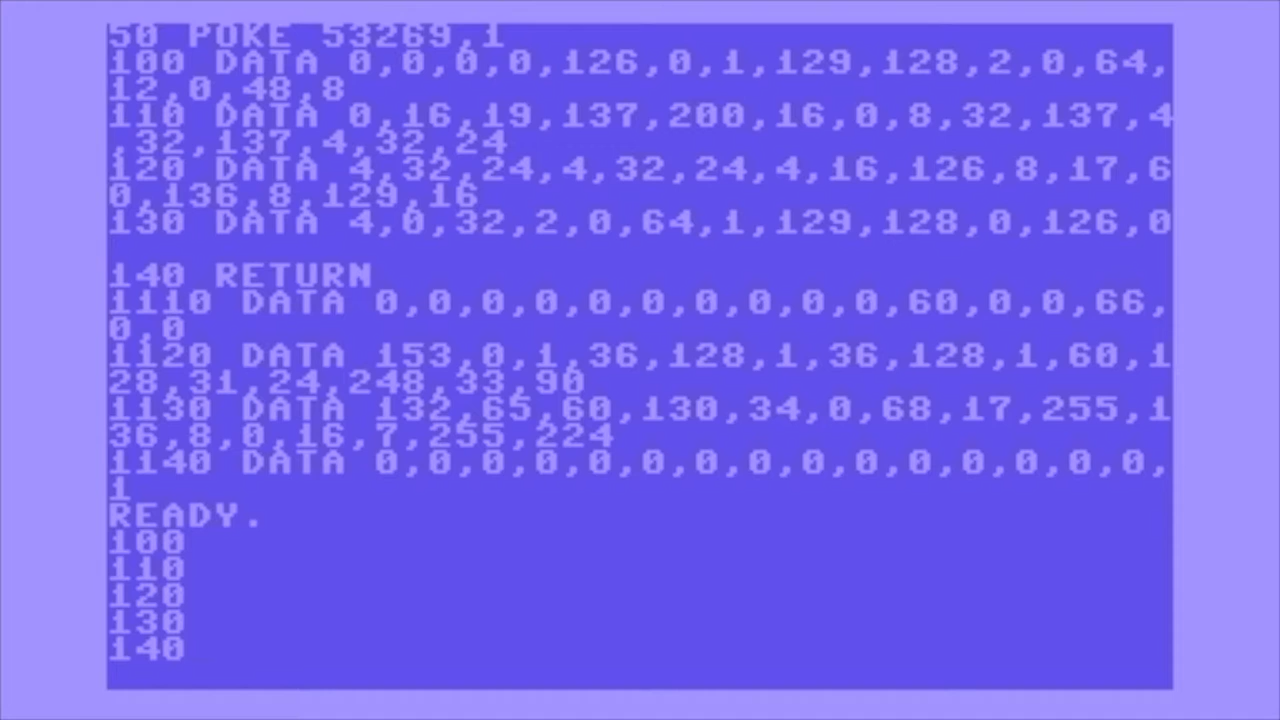 50 POKE 53269,1
100 DATA 0,0,0,0,126,0,1,129,128,2,0,64,
12,0,48,8
110 DATA 0,16,19,137,200,16,0,8,32,137,4
,32,137,4,32,24
120 DATA 4,32,24,4,32,24,4,16,126,8,17,6
0,136,8,129,16
130 DATA 4,0,32,2,0,64,1,129,128,0,126,0
140 RETURN
1110 DATA 0,0,0,0,0,0,0,0,0,0,60,0,0,66,
0,0
1120 DATA 153,0,1,36,128,1,36,128,1,60,1
28,31,24,248,33,90
1130 DATA 132,65,60,130,34,0,68,17,255,1
36,8,0,16,7,255,224
1140 DATA 0,0,0,0,0,0,0,0,0,0,0,0,0,0,0,
1
READY.
100
110
120
130
140